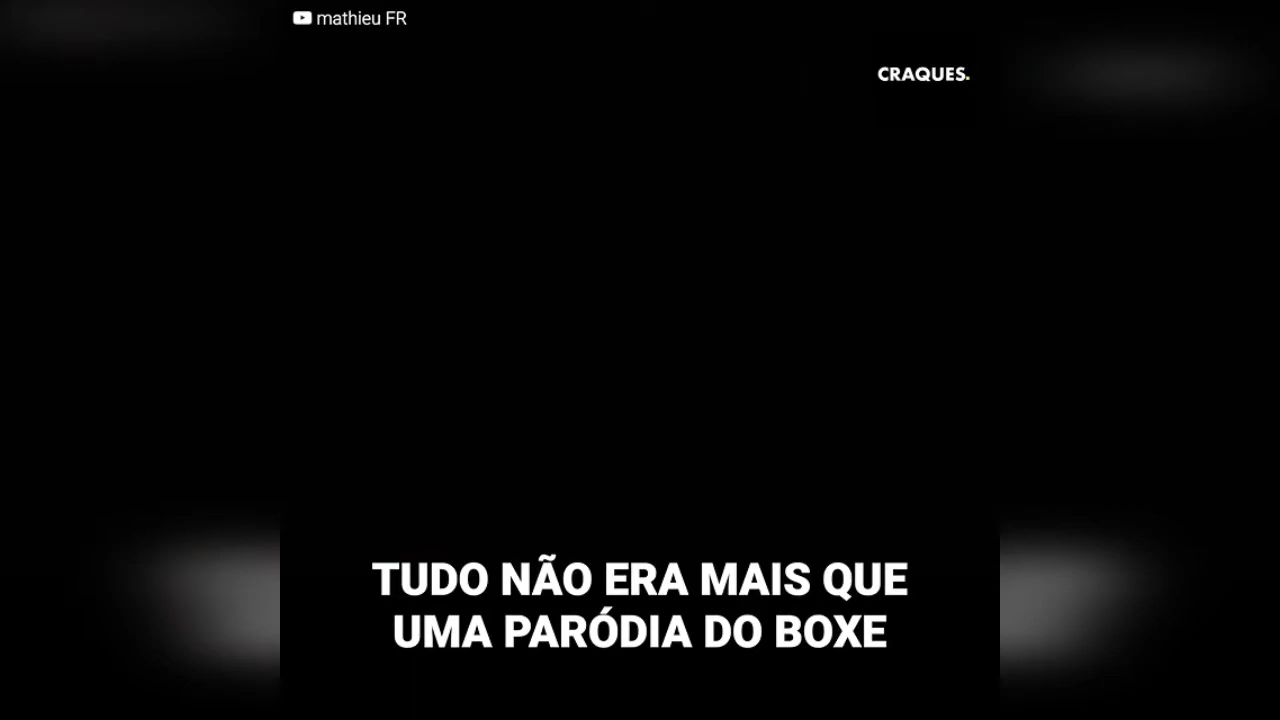 mathieu FR
CRAQUES.
TUDO NÃO ERA MAIS QUE
UMA PARÓDIA DO BOXE